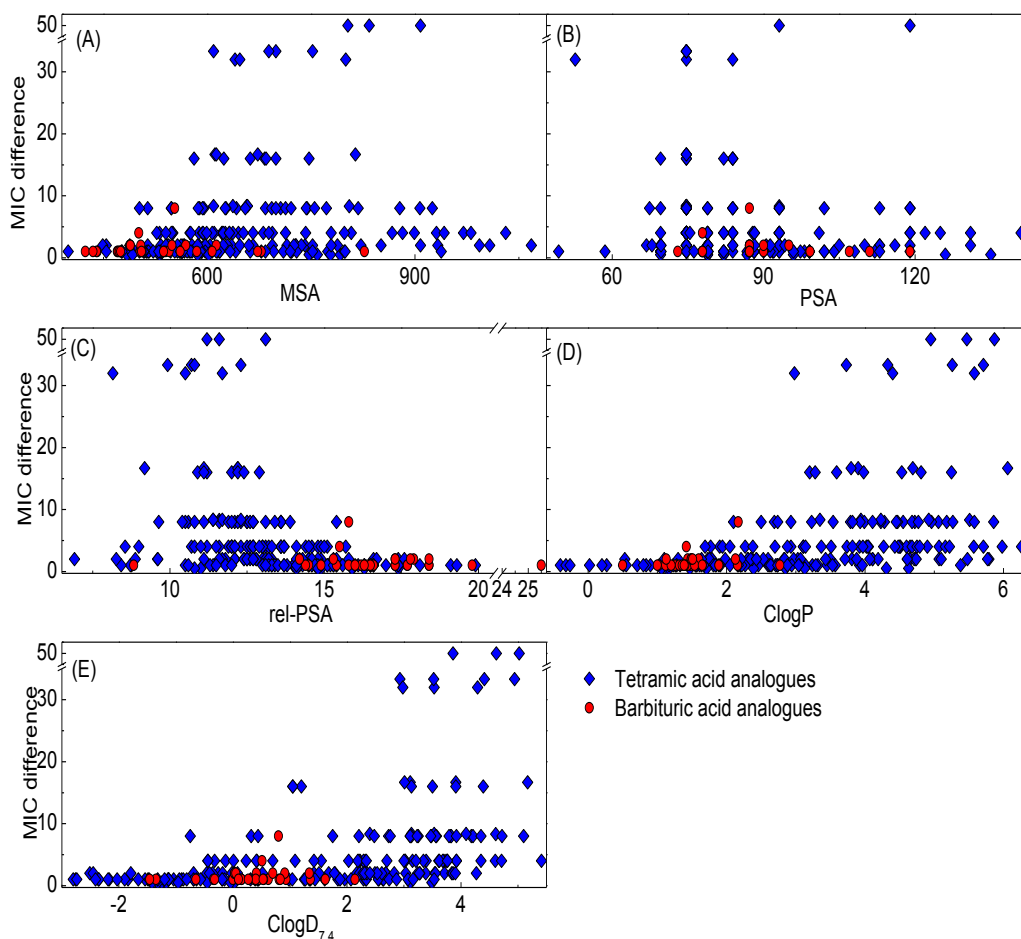 50
(A)
(B)
30
20
10
0
MIC difference
600
900
MSA
60
90
120
PSA
50
(C)
(D)
30
20
10
0
MIC difference
10
15
20
24
25
rel-PSA
0
2
4
6
ClogP
50
(E)
30
20
10
0
MIC difference
-2
0
2
4
ClogD7.4
Tetramic acid analogues
Barbituric acid analogues